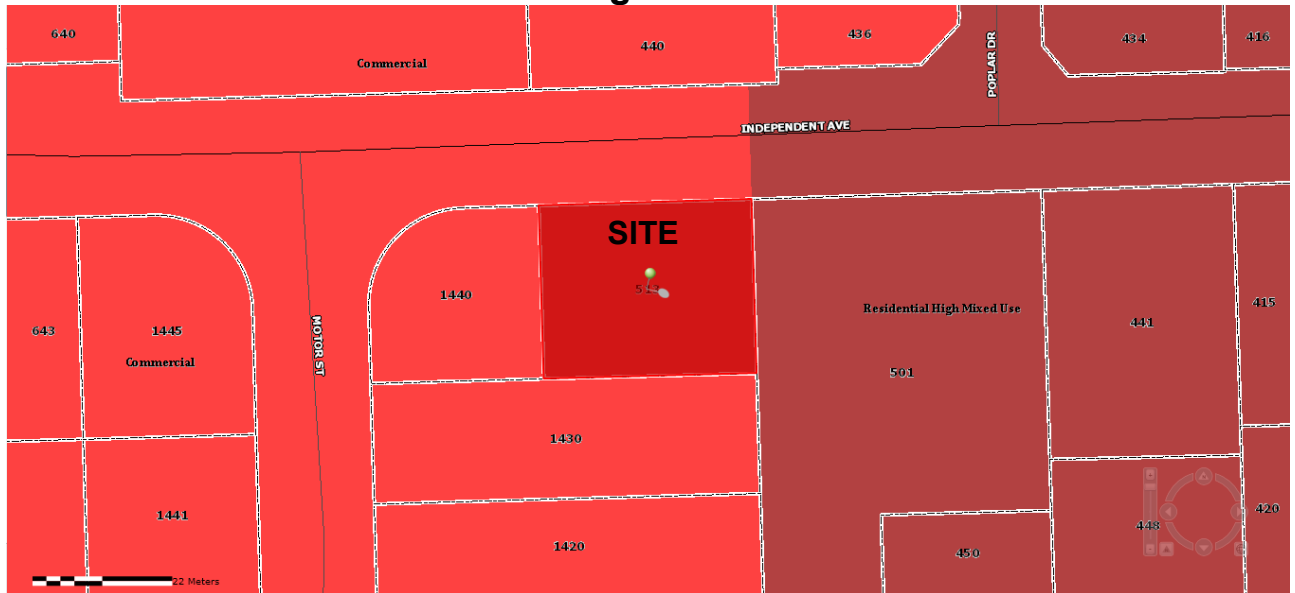 640
Commercial
440
436
POPLAR DR
434
416
INDEPENDENT AVE
SITE
1440
MOTOR ST
643
1445
Commercial
Residential High Mixed Use
501
441
415
1430
1441
1420
450
448
420
22 Meters